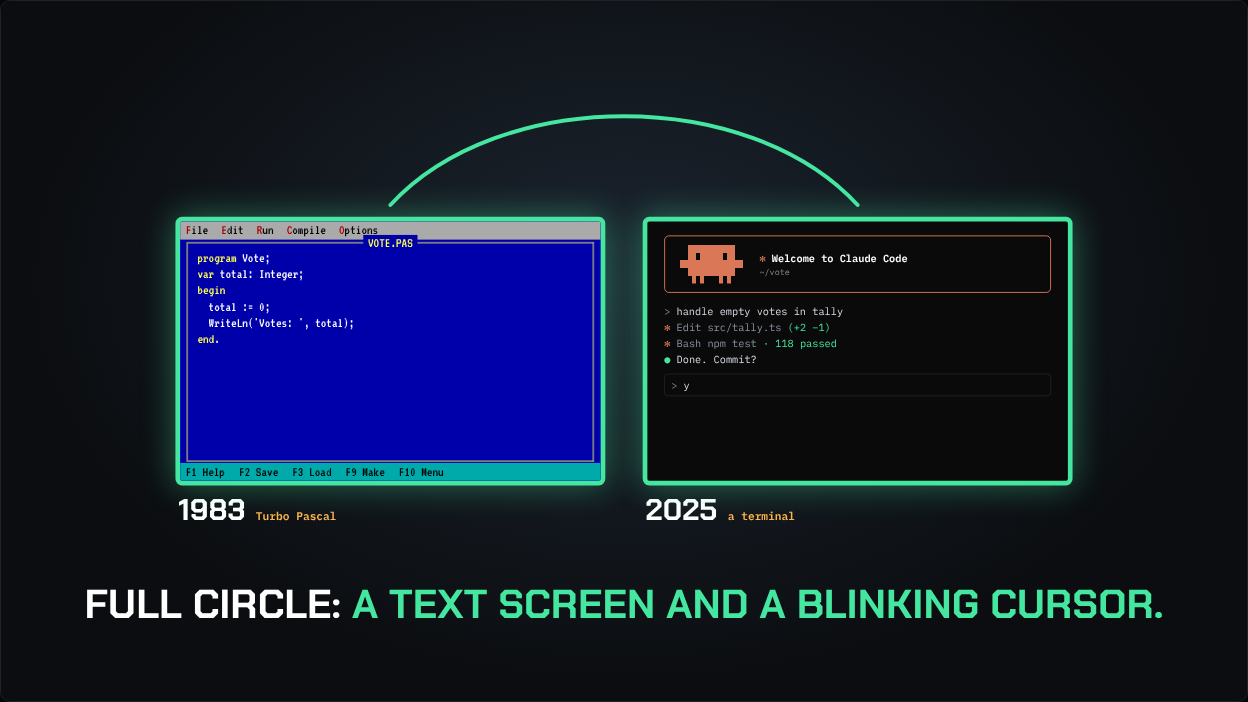 File Edit Run Compile Options
VOTE.PAS
program Vote;
var total: Integer;
begin
total := 0;
WriteLn('Votes: ', total);
end.
F1 Help F2 Save F3 Load F9 Make F10 Menu
1983 Turbo Pascal
✻ Welcome to Claude Code
~/vote
> handle empty votes in tally
✻ Edit src/tally.ts (+2 −1)
✻ Bash npm test · 118 passed
● Done. Commit?
> y
2025 a terminal
FULL CIRCLE: A TEXT SCREEN AND A BLINKING CURSOR.